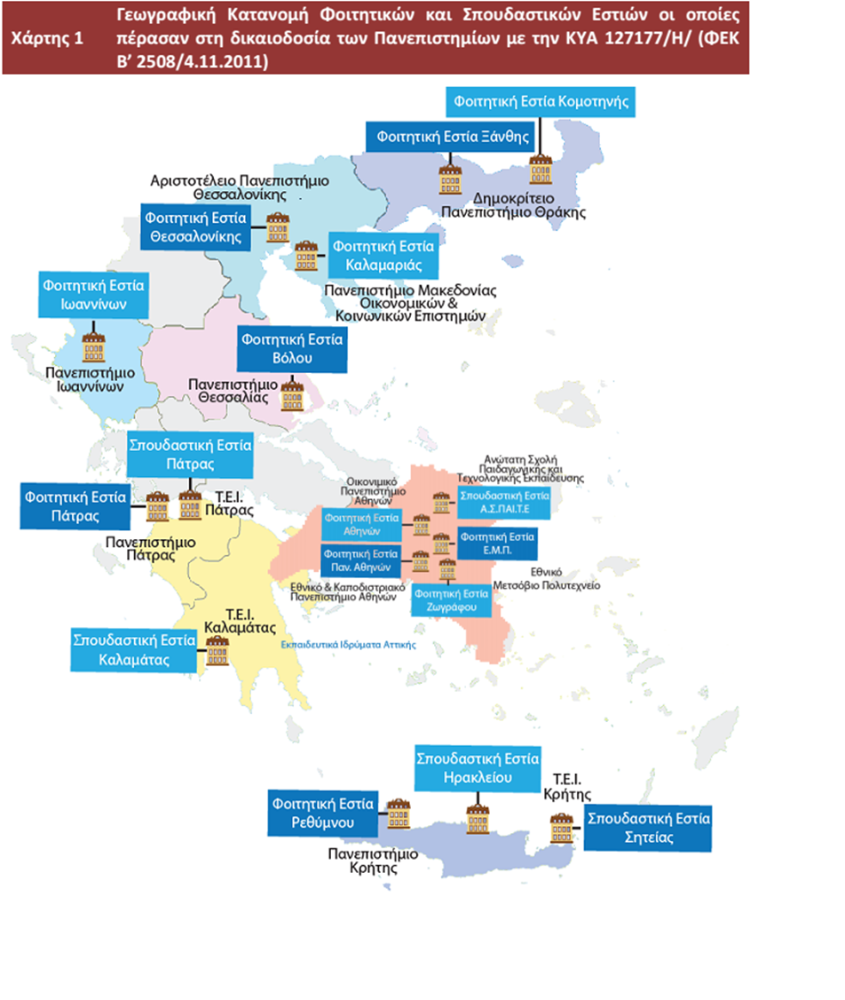 Χάρτης 1
Γεωγραφική Κατανομή Φοιτητικών και Σπουδαστικών Εστιών οι οποίες
πέρασαν στη δικαιοδοσία των Πανεπιστημίων με την ΚΥΑ 127177/Η/ (ΦΕΚ
Β’ 2508/4.11.2011)
Φοιτητική Εστία Κομοτηνής
Φοιτητική Εστία Ξάνθης
Δημοκρίτειο
Πανεπιστήμιο Θράκης
Αριστοτέλειο Πανεπιστήμιο
Θεσσαλονίκης
Φοιτητική Εστία
Θεσσαλονίκης
Φοιτητική Εστία
Καλαμαριάς
Πανεπιστήμιο Μακεδονίας
Οικονομικών &
Κοινωνικών Επιστημών
Φοιτητική Εστία
Ιωαννίνων
Πανεπιστήμιο
Ιωαννίνων
Φοιτητική Εστία
Βόλου
Πανεπιστήμιο
Θεσσαλίας
Σπουδαστική Εστία
Πάτρας
Φοιτητική Εστία
Πάτρας
Τ.Ε.Ι.
Πάτρας
Πανεπιστήμιο
Πάτρας
Ανώτατη Σχολή
Παιδαγωγικής και
Τεχνολογικής Εκπαίδευσης
Οικονιμικό
Πανεπιστήμιο
Αθηνών
Σπουδαστική Εστία
Α.Σ.ΠΑΙ.Τ.Ε
Φοιτητική Εστία
Αθηνών
Φοιτητική Εστία
Ε.Μ.Π.
Φοιτητική Εστία
Παν. Αθηνών
Εθνικό
Μετσόβιο Πολυτεχνείο
Εθνικό & Καποδιστριακό
Πανεπιστήμιο Αθηνών
Φοιτητική Εστία
Ζωγράφου
Τ.Ε.Ι.
Καλαμάτας
Σπουδαστική Εστία
Καλαμάτας
Εκπαιδευτικά Ιδρύματα Αττικής
Σπουδαστική Εστία
Ηρακλείου
Τ.Ε.Ι.
Κρήτης
Φοιτητική Εστία
Ρεθύμνου
Σπουδαστική Εστία
Σητείας
Πανεπιστήμιο
Κρήτης